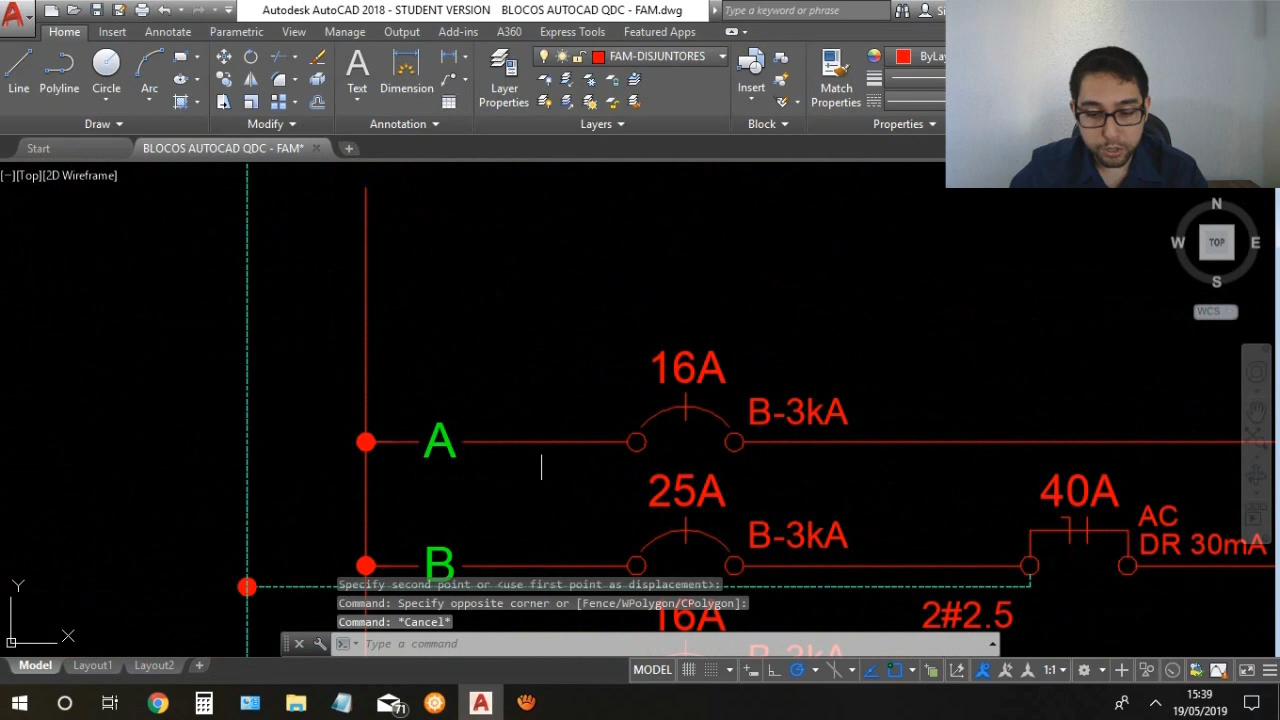 Autodesk AutoCAD 2018 - STUDENT VERSION BLOCOS AUTOCAD QDC - FAM.dwg
Type a keyword or phrase
Home Insert Annotate Parametric View Manage Output Add-ins A360 Express Tools Featured Apps
FAM-DISJUNTORES
Line Polyline Circle Arc
Text Dimension
Layer Properties
Insert
Match Properties
Draw Modify Annotation Layers Block Properties
Start
BLOCOS AUTOCAD QDC - FAM*
[−][Top][2D Wireframe]
N
W TOP E
S
WCS
16A
B-3kA
A
25A
B-3kA
40A
AC
DR 30mA
B
Specify second point or <use first point as displacement>:
Command: Specify opposite corner or [Fence/WPolygon/CPolygon]:
Command: *Cancel*
16A
2#2.5
B-3kA
Y
X
Type a command
Model Layout1 Layout2
MODEL
1:1
71
15:39
19/05/2019